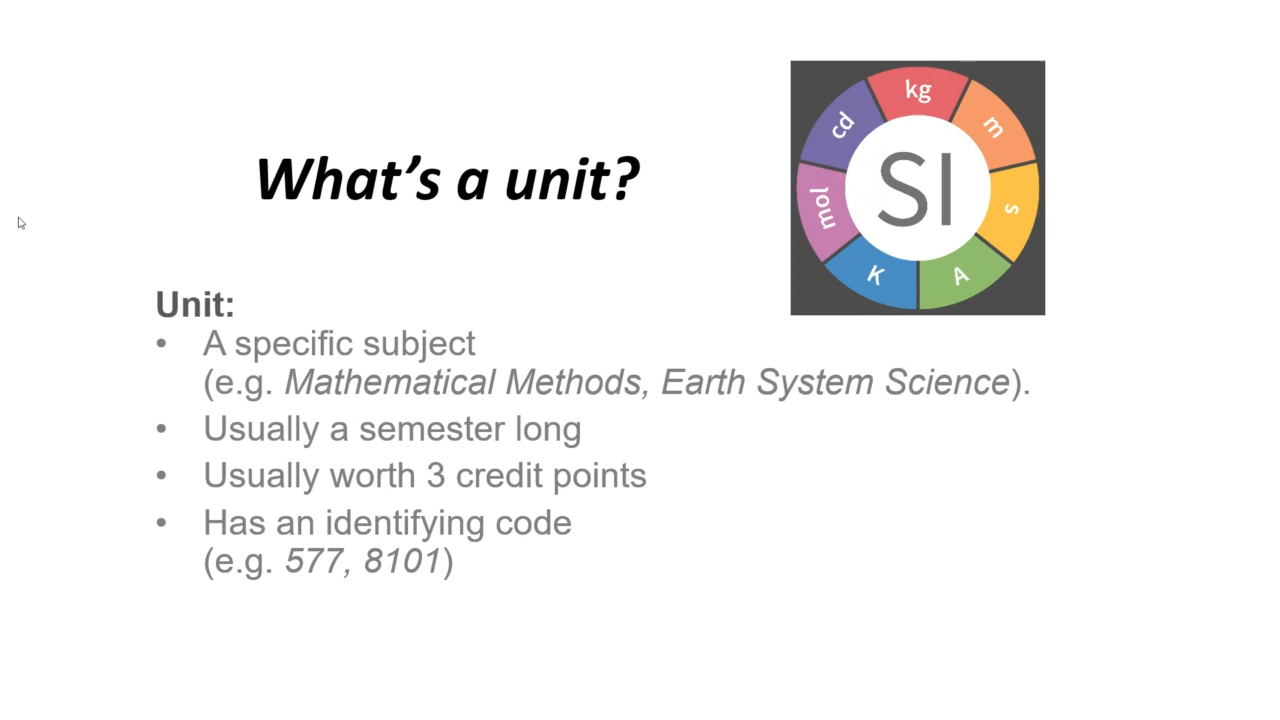 What's a unit?
kg
m
s
A
K
mol
cd
SI
Unit:
• A specific subject
(e.g. Mathematical Methods, Earth System Science).
• Usually a semester long
• Usually worth 3 credit points
• Has an identifying code
(e.g. 577, 8101)